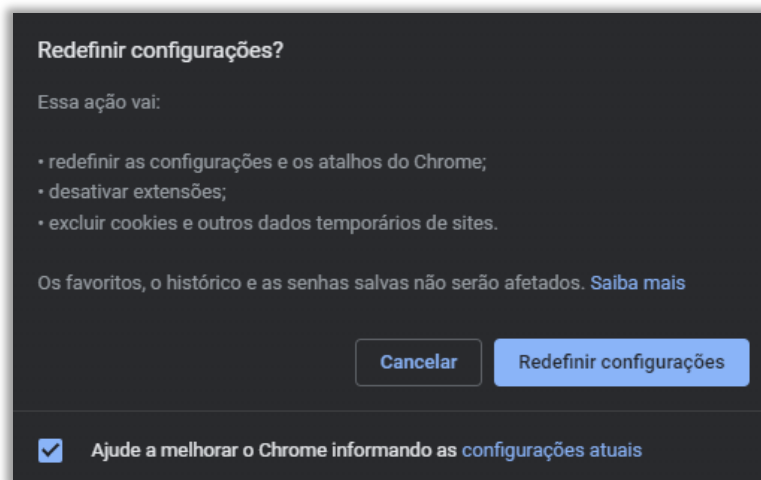 Redefinir configurações?
Essa ação vai:
• redefinir as configurações e os atalhos do Chrome;
• desativar extensões;
• excluir cookies e outros dados temporários de sites.
Os favoritos, o histórico e as senhas salvas não serão afetados. Saiba mais
Cancelar
Redefinir configurações
Ajude a melhorar o Chrome informando as configurações atuais